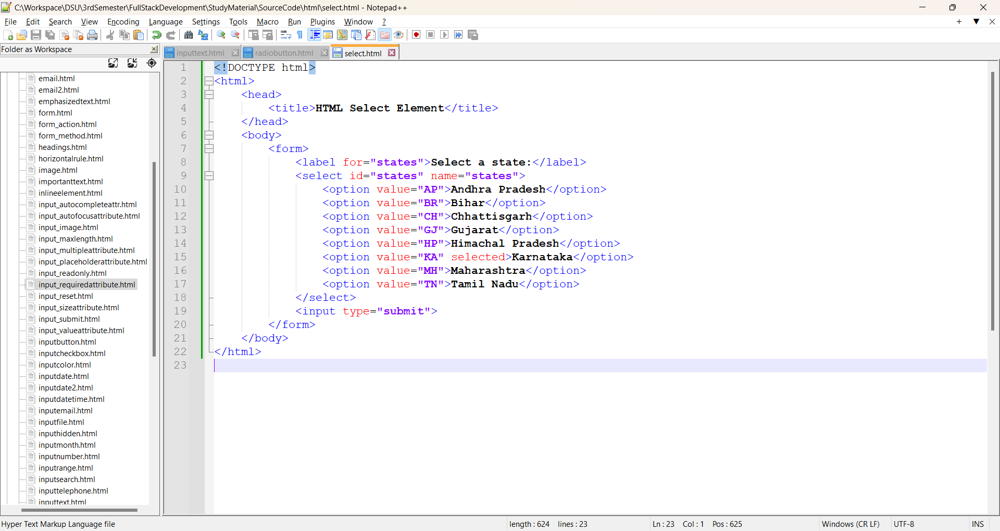 C:\Workspace\DSU\3rdSemester\FullStackDevelopment\StudyMaterial\SourceCode\html\select.html - Notepad++
File Edit Search View Encoding Language Settings Tools Macro Run Plugins Window ?
Folder as Workspace
inputtext.html radiobutton.html select.html
email.html
email2.html
emphasizedtext.html
form.html
form_action.html
form_method.html
headings.html
horizontalrule.html
image.html
importanttext.html
inlineelement.html
input_autocompleteattr.html
input_autofocusattribute.html
input_image.html
input_maxlength.html
input_multipleattribute.html
input_placeholderattribute.html
input_readonly.html
input_requiredattribute.html
input_reset.html
input_sizeattribute.html
input_submit.html
input_valueattribute.html
inputbutton.html
inputcheckbox.html
inputcolor.html
inputdate.html
inputdate2.html
inputdatetime.html
inputemail.html
inputfile.html
inputhidden.html
inputmonth.html
inputnumber.html
inputrange.html
inputsearch.html
inputtelephone.html
inputtext.html
1 <!DOCTYPE html>
2 <html>
3 <head>
4 <title>HTML Select Element</title>
5 </head>
6 <body>
7 <form>
8 <label for="states">Select a state:</label>
9 <select id="states" name="states">
10 <option value="AP">Andhra Pradesh</option>
11 <option value="BR">Bihar</option>
12 <option value="CH">Chhattisgarh</option>
13 <option value="GJ">Gujarat</option>
14 <option value="HP">Himachal Pradesh</option>
15 <option value="KA" selected>Karnataka</option>
16 <option value="MH">Maharashtra</option>
17 <option value="TN">Tamil Nadu</option>
18 </select>
19 <input type="submit">
20 </form>
21 </body>
22 </html>
23
Hyper Text Markup Language file length : 624 lines : 23 Ln : 23 Col : 1 Pos : 625 Windows (CR LF) UTF-8 INS